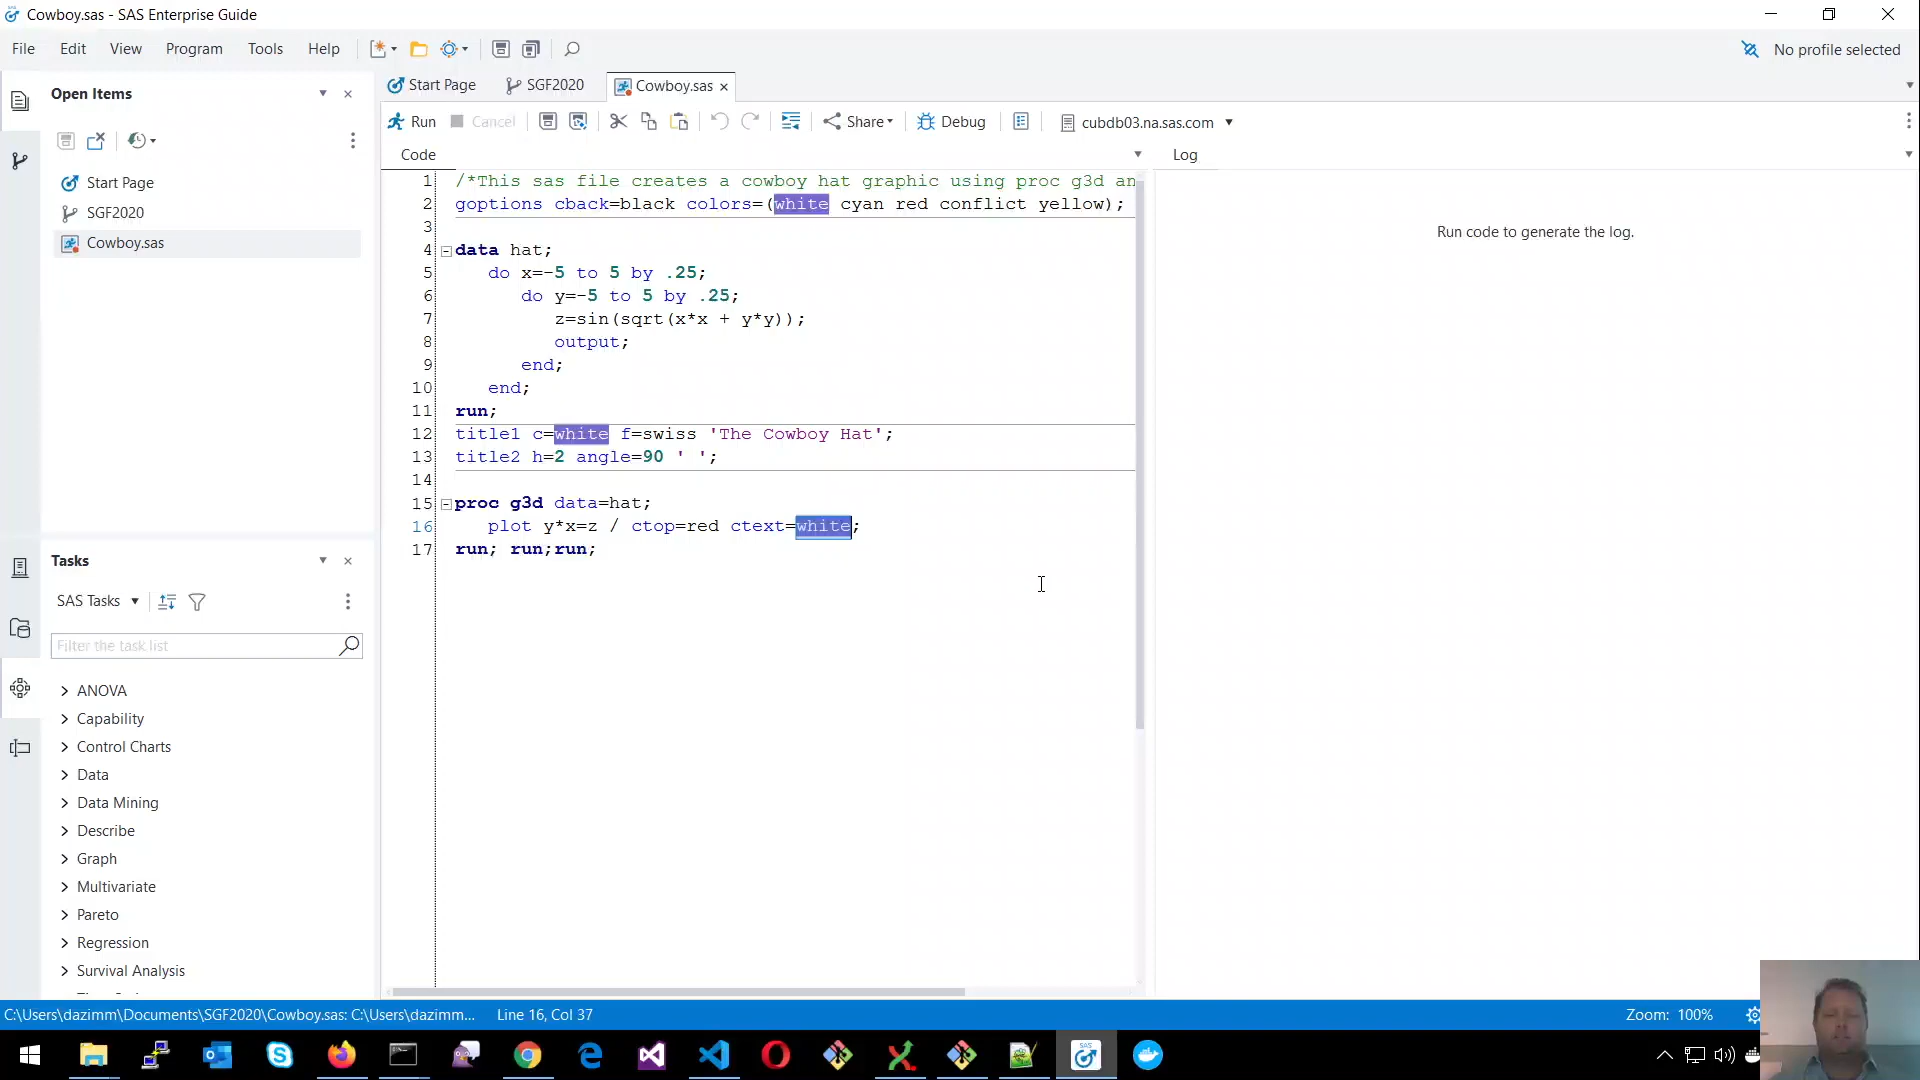 Cowboy.sas - SAS Enterprise Guide
File Edit View Program Tools Help
No profile selected
Open Items
Start Page
SGF2020
Cowboy.sas
Start Page SGF2020 Cowboy.sas
Run Cancel Share Debug cubdb03.na.sas.com
Code
1 /*This sas file creates a cowboy hat graphic using proc g3d an
2 goptions cback=black colors=(white cyan red conflict yellow);
3
4 data hat;
5 do x=-5 to 5 by .25;
6 do y=-5 to 5 by .25;
7 z=sin(sqrt(x*x + y*y));
8 output;
9 end;
10 end;
11 run;
12 title1 c=white f=swiss 'The Cowboy Hat';
13 title2 h=2 angle=90 ' ';
14
15 proc g3d data=hat;
16 plot y*x=z / ctop=red ctext=white;
17 run; run;run;
Log
Run code to generate the log.
Tasks
SAS Tasks
Filter the task list
ANOVA
Capability
Control Charts
Data
Data Mining
Describe
Graph
Multivariate
Pareto
Regression
Survival Analysis
C:\Users\dazimm\Documents\SGF2020\Cowboy.sas: C:\Users\dazimm... Line 16, Col 37 Zoom: 100%
SAS